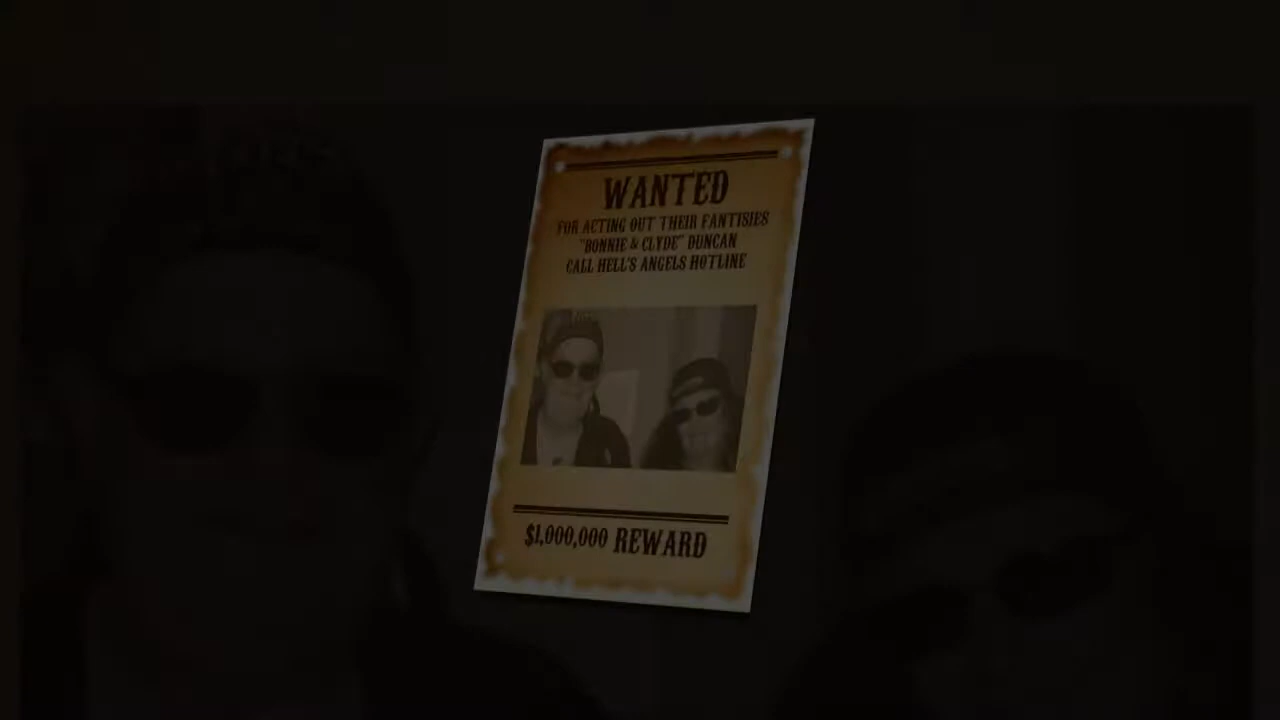 WANTED
FOR ACTING OUT THEIR FANTISIES
"BONNIE & CLYDE" DUNCAN
CALL HELL'S ANGELS HOTLINE
$1,000,000 REWARD